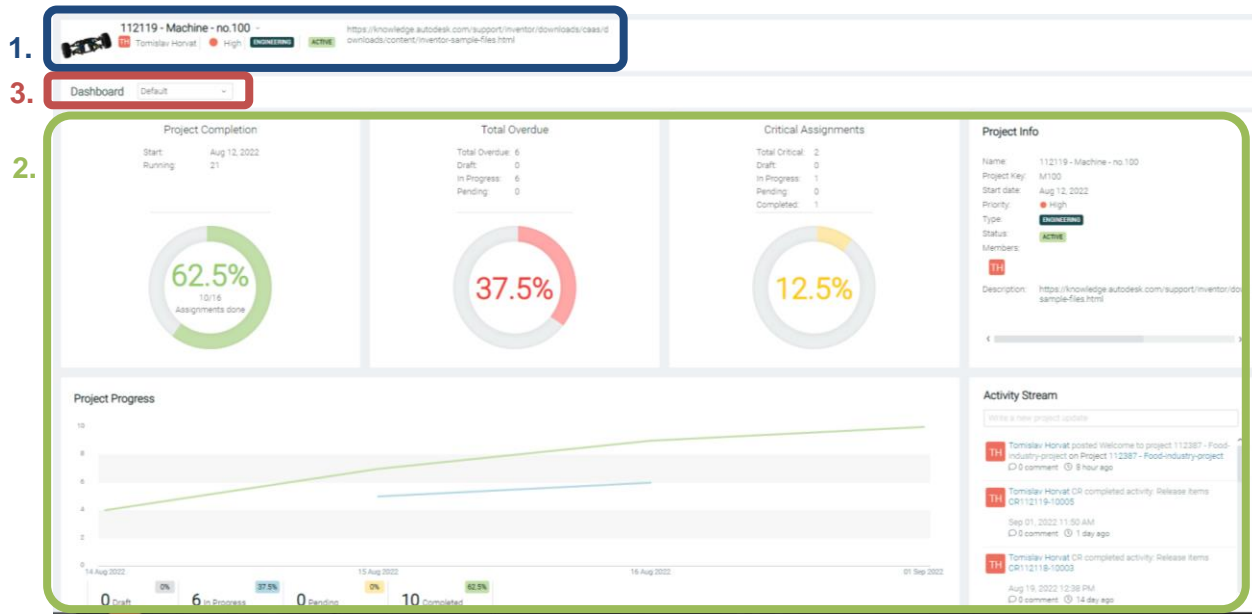 1.
112119 - Machine - no.100 -
https://knowledge.autodesk.com/support/inventor/downloads/caas/d
ownloads/content/inventor-sample-files.html
TH Tomislav Horvat High ENGINEERING ACTIVE
3.
Dashboard Default
2.
Project Completion
Start: Aug 12, 2022
Running: 21
62.5%
10/16
Assignments done
Total Overdue
Total Overdue: 6
Draft: 0
In Progress: 6
Pending: 0
37.5%
Critical Assignments
Total Critical: 2
Draft: 0
In Progress: 1
Pending: 0
Completed: 1
12.5%
Project Info
Name: 112119 - Machine - no.100
Project Key: M100
Start date: Aug 12, 2022
Priority: High
Type: ENGINEERING
Status: ACTIVE
Members:
TH
Description: https://knowledge.autodesk.com/support/inventor/do
sample-files.html
Project Progress
10
8
6
4
2
0
14 Aug 2022 15 Aug 2022 16 Aug 2022 01 Sep 2022
0% 37.5% 0% 62.5%
0 Draft 6 In Progress 0 Pending 10 Completed
Activity Stream
Write a new project update
TH Tomislav Horvat posted Welcome to project 112387 - Food-
industry-project on Project 112387 - Food-industry-project
0 comment 8 hour ago
TH Tomislav Horvat CR completed activity: Release items
CR112119-10005
Sep 01, 2022 11:50 AM
0 comment 1 day ago
TH Tomislav Horvat CR completed activity: Release items
CR112118-10003
Aug 19, 2022 12:36 PM
0 comment 14 day ago